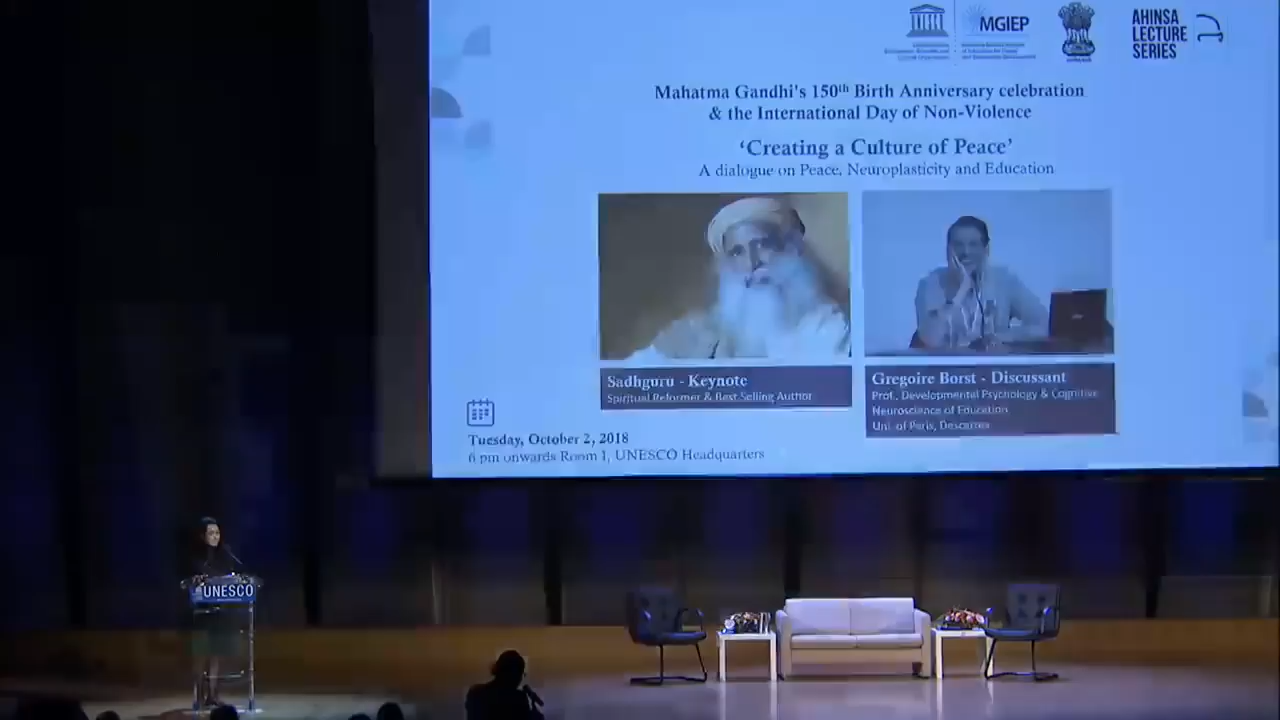 MGIEP
AHINSA
LECTURE
SERIES
Mahatma Gandhi's 150th Birth Anniversary celebration
& the International Day of Non-Violence
'Creating a Culture of Peace'
A dialogue on Peace, Neuroplasticity and Education
Sadhguru - Keynote
Spiritual Reformer & Best Selling Author
Gregoire Borst - Discussant
Prof., Developmental Psychology & Cognitive
Neuroscience of Education
Uni. of Paris, Descartes
Tuesday, October 2, 2018
6 pm onwards Room 1, UNESCO Headquarters
UNESCO